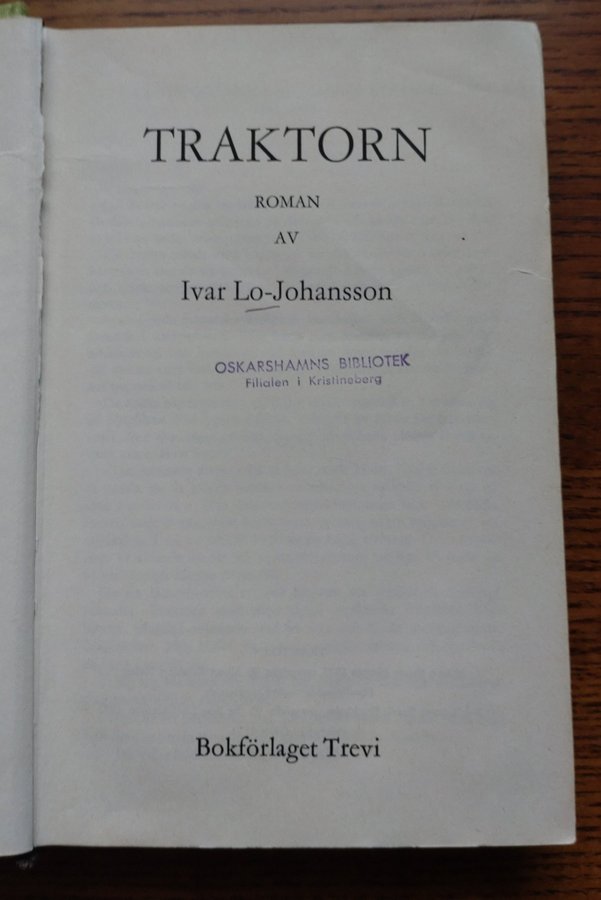 TRAKTORN
ROMAN
AV
Ivar Lo-Johansson
OSKARSHAMNS BIBLIOTEK
Filialen i Kristineberg
Bokförlaget Trevi